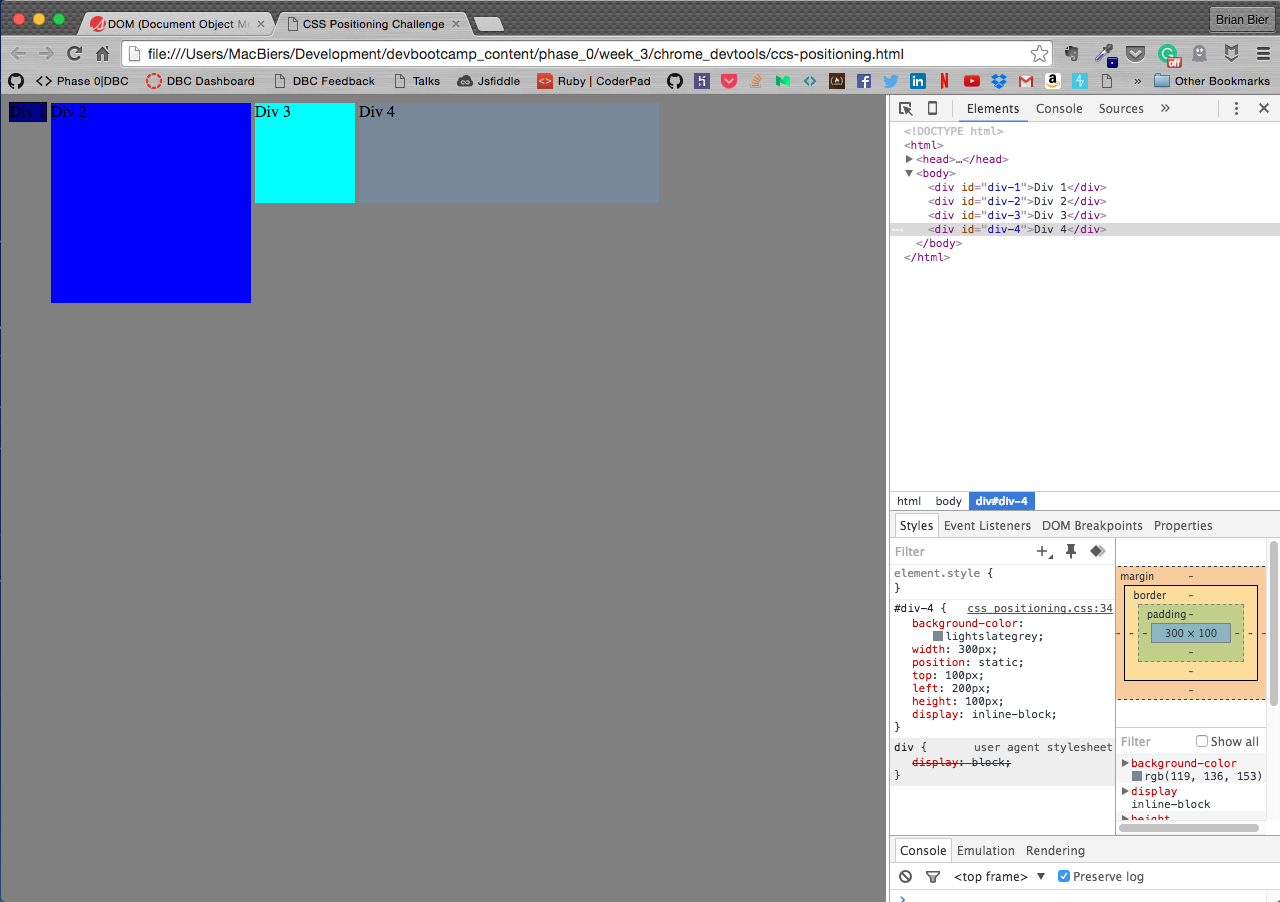 DOM (Document Object Mo
CSS Positioning Challenge
Brian Bier
file:///Users/MacBiers/Development/devbootcamp_content/phase_0/week_3/chrome_devtools/ccs-positioning.html
off
<> Phase 0|DBC
DBC Dashboard
DBC Feedback
Talks
Jsfiddle
Ruby | CoderPad
» Other Bookmarks
Div 1
Div 2
Div 3
Div 4
Elements Console Sources »
<!DOCTYPE html>
<html>
<head>…</head>
<body>
<div id="div-1">Div 1</div>
<div id="div-2">Div 2</div>
<div id="div-3">Div 3</div>
<div id="div-4">Div 4</div>
</body>
</html>
html body div#div-4
Styles Event Listeners DOM Breakpoints Properties
Filter
element.style {
}
#div-4 { css_positioning.css:34
background-color:
lightslategrey;
width: 300px;
position: static;
top: 100px;
left: 200px;
height: 100px;
display: inline-block;
}
div { user agent stylesheet
display: block;
}
margin -
border -
padding -
- - - 300 × 100 - - -
-
-
-
Filter Show all
background-color
rgb(119, 136, 153)
display
inline-block
height
Console Emulation Rendering
<top frame> ▼ Preserve log
>